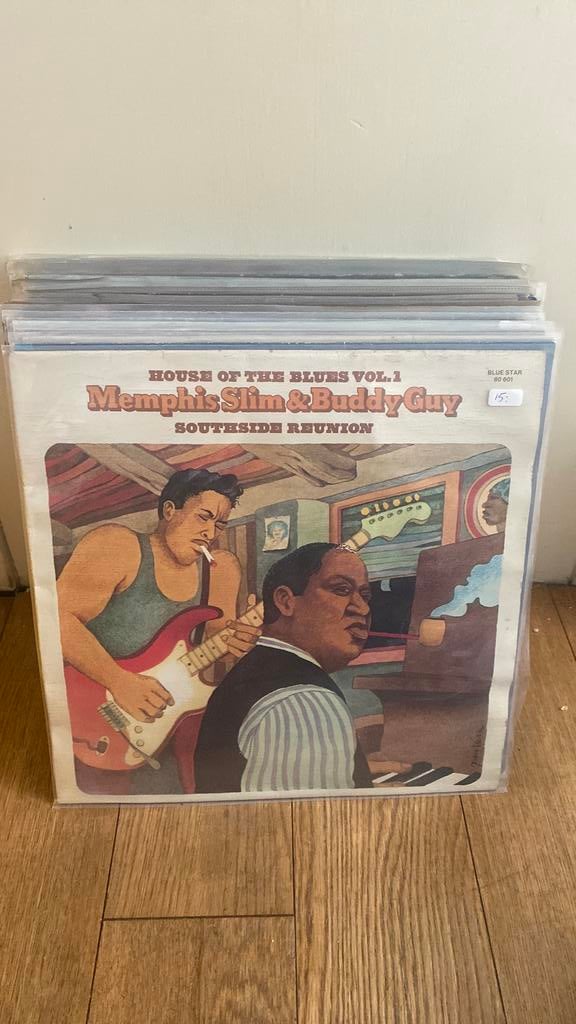 HOUSE OF THE BLUES VOL.1
Memphis Slim & Buddy Guy
SOUTHSIDE REUNION
BLUE STAR
80 601
15,-